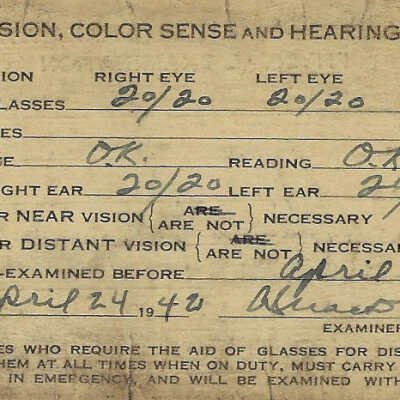 SION, COLOR SENSE AND HEARING
ION RIGHT EYE LEFT EYE
LASSES 20/20 20/20
ES
E O.K. READING O.K
GHT EAR 20/20 LEFT EAR 2
R NEAR VISION { ARE ARE NOT } NECESSARY
R DISTANT VISION { ARE ARE NOT } NECESSA
-EXAMINED BEFORE April
pril 24 1942
EXAMINER
ES WHO REQUIRE THE AID OF GLASSES FOR DIS
HEM AT ALL TIMES WHEN ON DUTY, MUST CARRY
IN EMERGENCY, AND WILL BE EXAMINED WITH